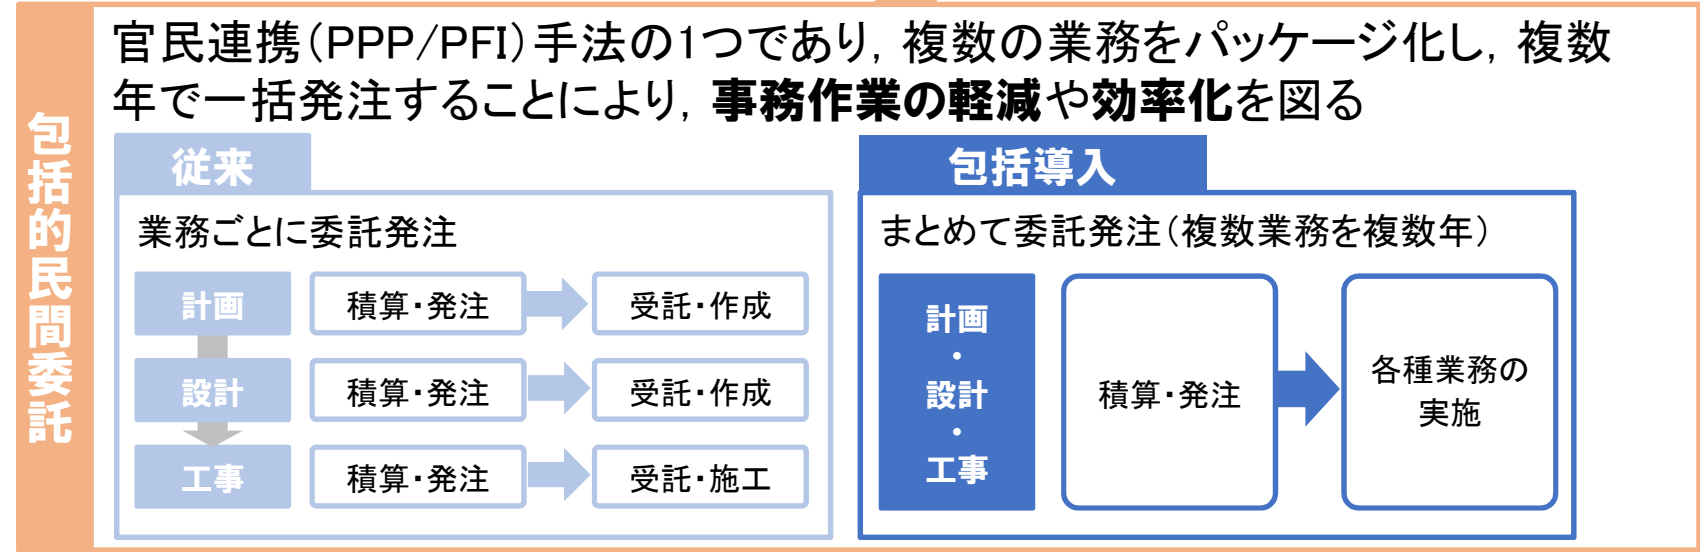 包括的民間委託
官民連携(PPP/PFI)手法の1つであり,複数の業務をパッケージ化し,複数
年で一括発注することにより,事務作業の軽減や効率化を図る
従来
業務ごとに委託発注
計画 積算・発注 受託・作成
設計 積算・発注 受託・作成
工事 積算・発注 受託・施工
包括導入
まとめて委託発注(複数業務を複数年)
計画
・
設計
・
工事
積算・発注
各種業務の
実施